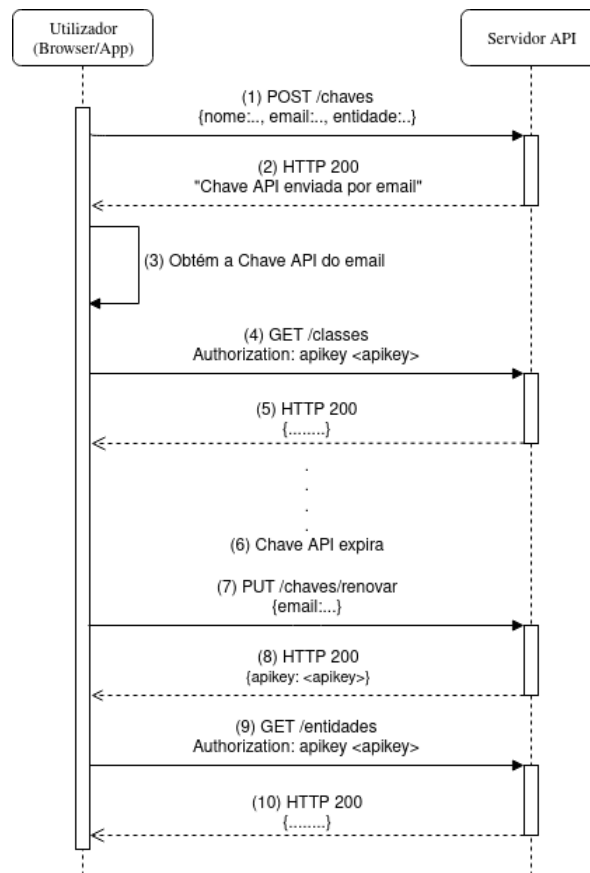 Utilizador
(Browser/App)
Servidor API
(1) POST /chaves
{nome:.., email:.., entidade:..}
(2) HTTP 200
"Chave API enviada por email"
(3) Obtém a Chave API do email
(4) GET /classes
Authorization: apikey <apikey>
(5) HTTP 200
{........}
.
.
.
.
(6) Chave API expira
(7) PUT /chaves/renovar
{email:...}
(8) HTTP 200
{apikey: <apikey>}
(9) GET /entidades
Authorization: apikey <apikey>
(10) HTTP 200
{........}